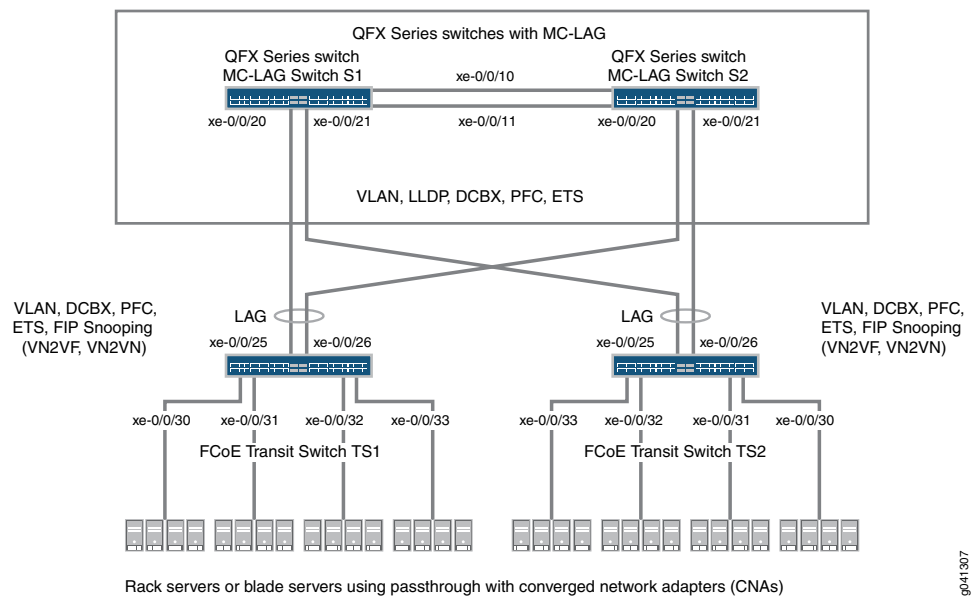 QFX Series switches with MC-LAG
QFX Series switch
MC-LAG Switch S1
QFX Series switch
MC-LAG Switch S2
xe-0/0/10
xe-0/0/20
xe-0/0/21
xe-0/0/11
xe-0/0/20
xe-0/0/21
VLAN, LLDP, DCBX, PFC, ETS
VLAN, DCBX, PFC,
ETS, FIP Snooping
(VN2VF, VN2VN)
LAG
LAG
VLAN, DCBX, PFC,
ETS, FIP Snooping
(VN2VF, VN2VN)
xe-0/0/25
xe-0/0/26
xe-0/0/25
xe-0/0/26
xe-0/0/30
xe-0/0/31
xe-0/0/32
xe-0/0/33
xe-0/0/33
xe-0/0/32
xe-0/0/31
xe-0/0/30
FCoE Transit Switch TS1
FCoE Transit Switch TS2
Rack servers or blade servers using passthrough with converged network adapters (CNAs)
g041307